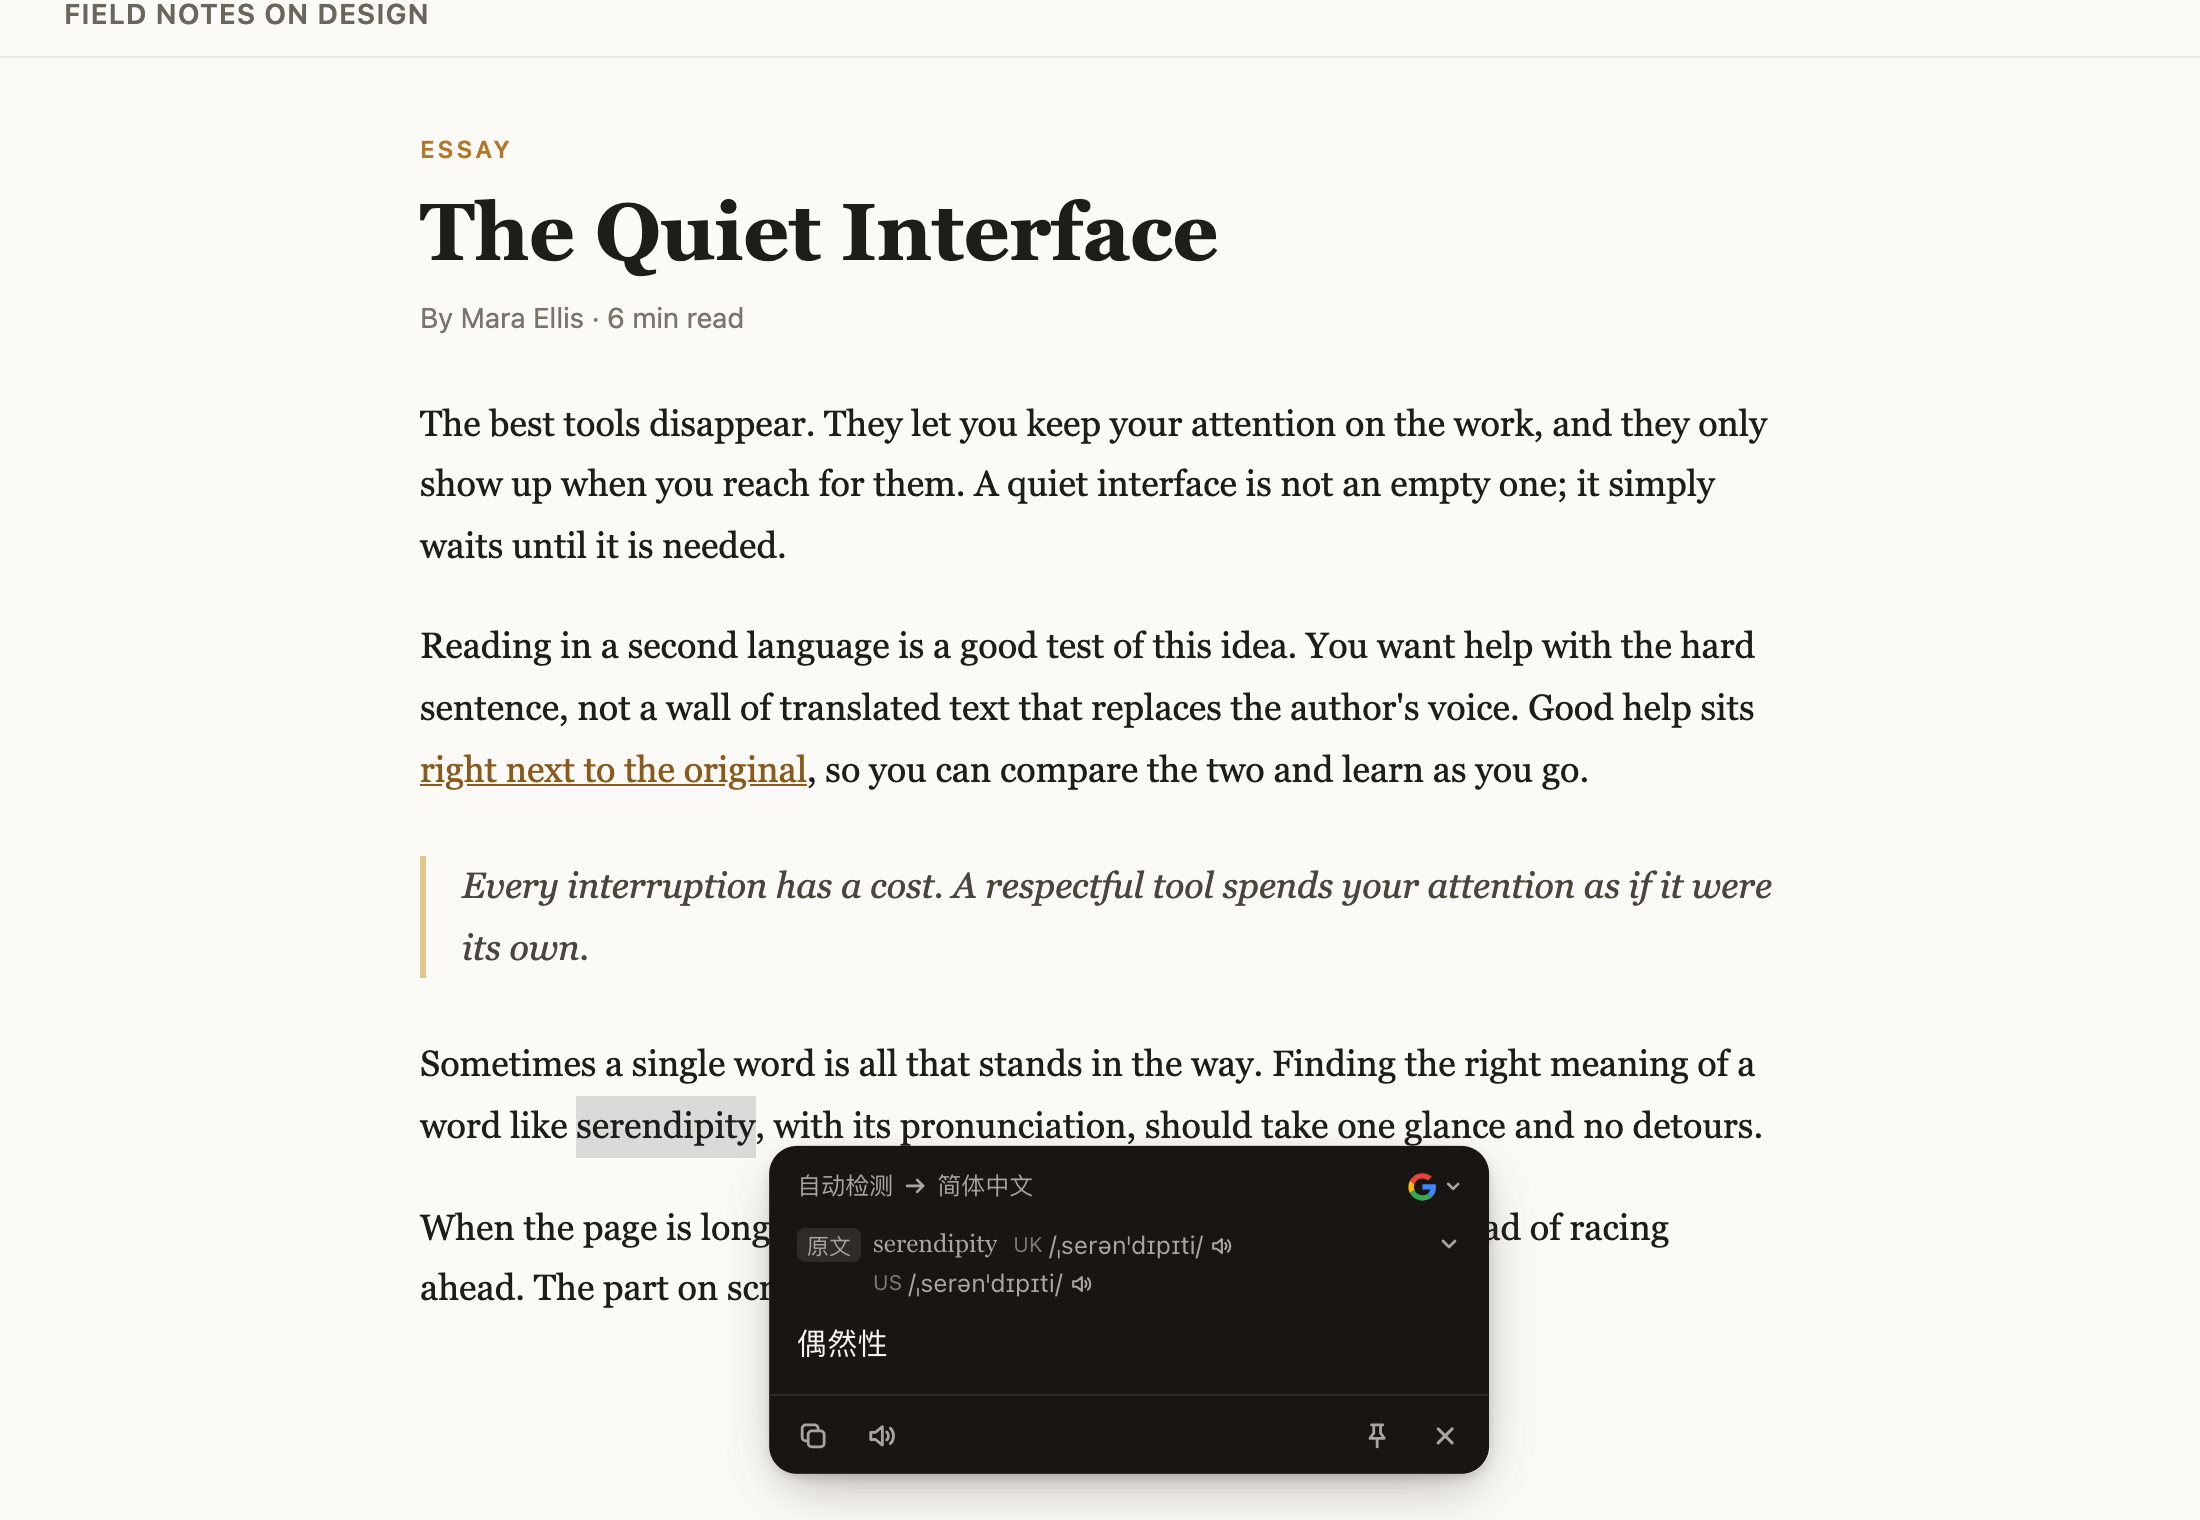 FIELD NOTES ON DESIGN
ESSAY
The Quiet Interface
By Mara Ellis · 6 min read
The best tools disappear. They let you keep your attention on the work, and they only
show up when you reach for them. A quiet interface is not an empty one; it simply
waits until it is needed.
Reading in a second language is a good test of this idea. You want help with the hard
sentence, not a wall of translated text that replaces the author's voice. Good help sits
right next to the original, so you can compare the two and learn as you go.
Every interruption has a cost. A respectful tool spends your attention as if it were
its own.
Sometimes a single word is all that stands in the way. Finding the right meaning of a
word like serendipity, with its pronunciation, should take one glance and no detours.
When the page is long
of racing
ahead. The part on
自动检测 → 简体中文
原文 serendipity UK /ˌserənˈdɪpɪti/
US /ˌserənˈdɪpɪti/
偶然性